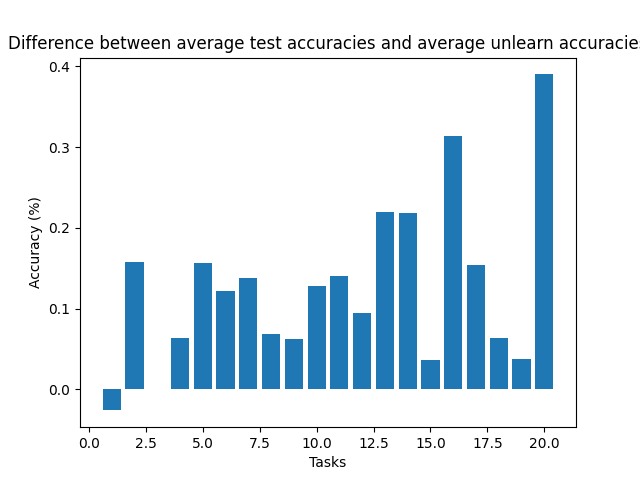 Difference between average test accuracies and average unlearn accuracies
0.4
0.3
0.2
0.1
0.0
Accuracy (%)
0.0 2.5 5.0 7.5 10.0 12.5 15.0 17.5 20.0
Tasks